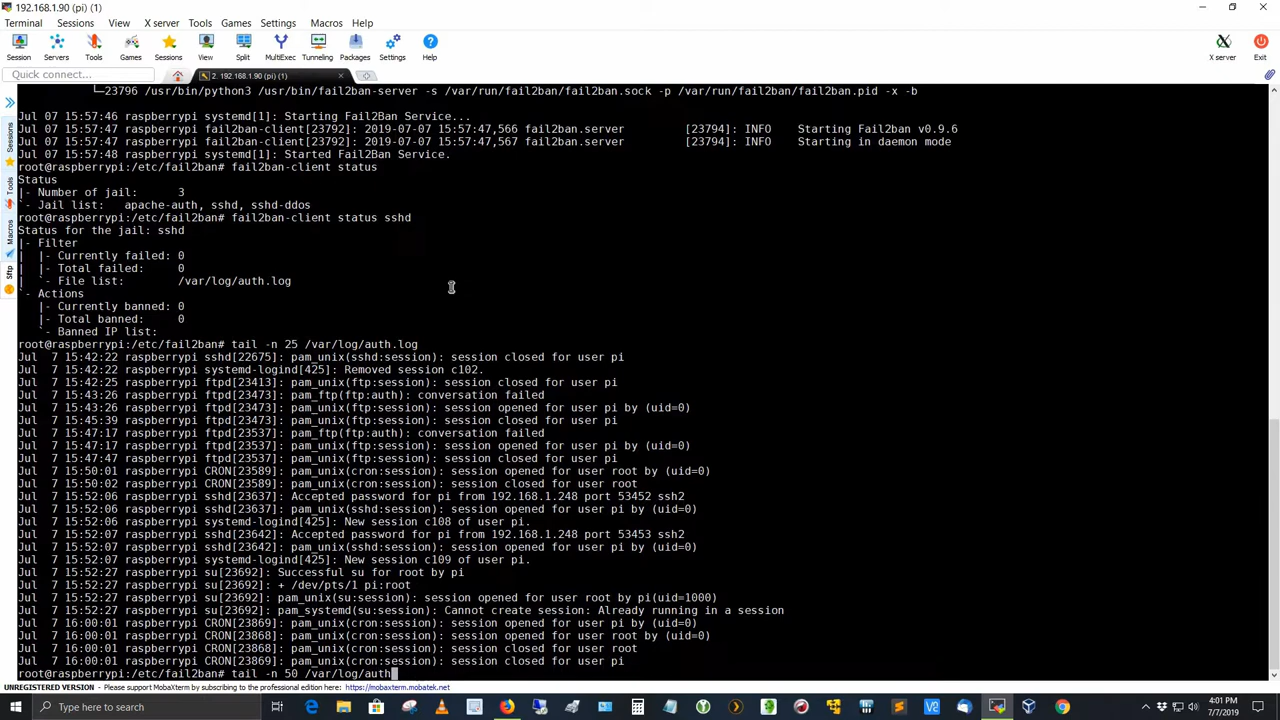 192.168.1.90 (pi) (1)
Terminal Sessions View X server Tools Games Settings Macros Help
Session Servers Tools Games Sessions View Split MultiExec Tunneling Packages Settings Help X server Exit
Quick connect... 2. 192.168.1.90 (pi) (1)
Sessions
Tools
Macros
Sftp
└─23796 /usr/bin/python3 /usr/bin/fail2ban-server -s /var/run/fail2ban/fail2ban.sock -p /var/run/fail2ban/fail2ban.pid -x -b
Jul 07 15:57:46 raspberrypi systemd[1]: Starting Fail2Ban Service...
Jul 07 15:57:47 raspberrypi fail2ban-client[23792]: 2019-07-07 15:57:47,566 fail2ban.server [23794]: INFO Starting Fail2ban v0.9.6
Jul 07 15:57:47 raspberrypi fail2ban-client[23792]: 2019-07-07 15:57:47,567 fail2ban.server [23794]: INFO Starting in daemon mode
Jul 07 15:57:48 raspberrypi systemd[1]: Started Fail2Ban Service.
root@raspberrypi:/etc/fail2ban# fail2ban-client status
Status
|- Number of jail: 3
`- Jail list: apache-auth, sshd, sshd-ddos
root@raspberrypi:/etc/fail2ban# fail2ban-client status sshd
Status for the jail: sshd
|- Filter
| |- Currently failed: 0
| |- Total failed: 0
| `- File list: /var/log/auth.log
`- Actions
|- Currently banned: 0
|- Total banned: 0
`- Banned IP list:
root@raspberrypi:/etc/fail2ban# tail -n 25 /var/log/auth.log
Jul 7 15:42:22 raspberrypi sshd[22675]: pam_unix(sshd:session): session closed for user pi
Jul 7 15:42:22 raspberrypi systemd-logind[425]: Removed session c102.
Jul 7 15:42:25 raspberrypi ftpd[23413]: pam_unix(ftp:session): session closed for user pi
Jul 7 15:43:26 raspberrypi ftpd[23473]: pam_ftp(ftp:auth): conversation failed
Jul 7 15:43:26 raspberrypi ftpd[23473]: pam_unix(ftp:session): session opened for user pi by (uid=0)
Jul 7 15:45:39 raspberrypi ftpd[23473]: pam_unix(ftp:session): session closed for user pi
Jul 7 15:47:17 raspberrypi ftpd[23537]: pam_ftp(ftp:auth): conversation failed
Jul 7 15:47:17 raspberrypi ftpd[23537]: pam_unix(ftp:session): session opened for user pi by (uid=0)
Jul 7 15:47:47 raspberrypi ftpd[23537]: pam_unix(ftp:session): session closed for user pi
Jul 7 15:50:01 raspberrypi CRON[23589]: pam_unix(cron:session): session opened for user root by (uid=0)
Jul 7 15:50:02 raspberrypi CRON[23589]: pam_unix(cron:session): session closed for user root
Jul 7 15:52:06 raspberrypi sshd[23637]: Accepted password for pi from 192.168.1.248 port 53452 ssh2
Jul 7 15:52:06 raspberrypi sshd[23637]: pam_unix(sshd:session): session opened for user pi by (uid=0)
Jul 7 15:52:06 raspberrypi systemd-logind[425]: New session c108 of user pi.
Jul 7 15:52:07 raspberrypi sshd[23642]: Accepted password for pi from 192.168.1.248 port 53453 ssh2
Jul 7 15:52:07 raspberrypi sshd[23642]: pam_unix(sshd:session): session opened for user pi by (uid=0)
Jul 7 15:52:07 raspberrypi systemd-logind[425]: New session c109 of user pi.
Jul 7 15:52:27 raspberrypi su[23692]: Successful su for root by pi
Jul 7 15:52:27 raspberrypi su[23692]: + /dev/pts/1 pi:root
Jul 7 15:52:27 raspberrypi su[23692]: pam_unix(su:session): session opened for user root by pi(uid=1000)
Jul 7 15:52:27 raspberrypi su[23692]: pam_systemd(su:session): Cannot create session: Already running in a session
Jul 7 16:00:01 raspberrypi CRON[23869]: pam_unix(cron:session): session opened for user pi by (uid=0)
Jul 7 16:00:01 raspberrypi CRON[23868]: pam_unix(cron:session): session opened for user root by (uid=0)
Jul 7 16:00:01 raspberrypi CRON[23868]: pam_unix(cron:session): session closed for user root
Jul 7 16:00:01 raspberrypi CRON[23869]: pam_unix(cron:session): session closed for user pi
root@raspberrypi:/etc/fail2ban# tail -n 50 /var/log/auth
UNREGISTERED VERSION - Please support MobaXterm by subscribing to the professional edition here: https://mobaxterm.mobatek.net
Type here to search
4:01 PM
7/7/2019